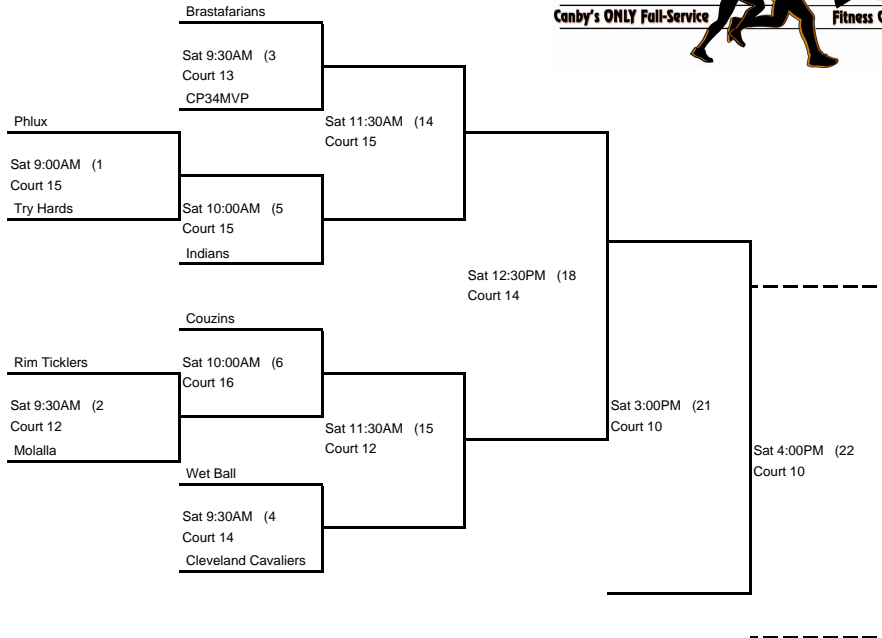 Brastafarians
Canby's ONLY Full-Service
Fitness
Sat 9:30AM (3
Court 13
CP34MVP
Phlux
Sat 11:30AM (14
Court 15
Sat 9:00AM (1
Court 15
Try Hards
Sat 10:00AM (5
Court 15
Indians
Sat 12:30PM (18
Court 14
Couzins
Rim Ticklers
Sat 10:00AM (6
Court 16
Sat 9:30AM (2
Court 12
Sat 3:00PM (21
Court 10
Sat 11:30AM (15
Court 12
Molalla
Sat 4:00PM (22
Court 10
Wet Ball
Sat 9:30AM (4
Court 14
Cleveland Cavaliers